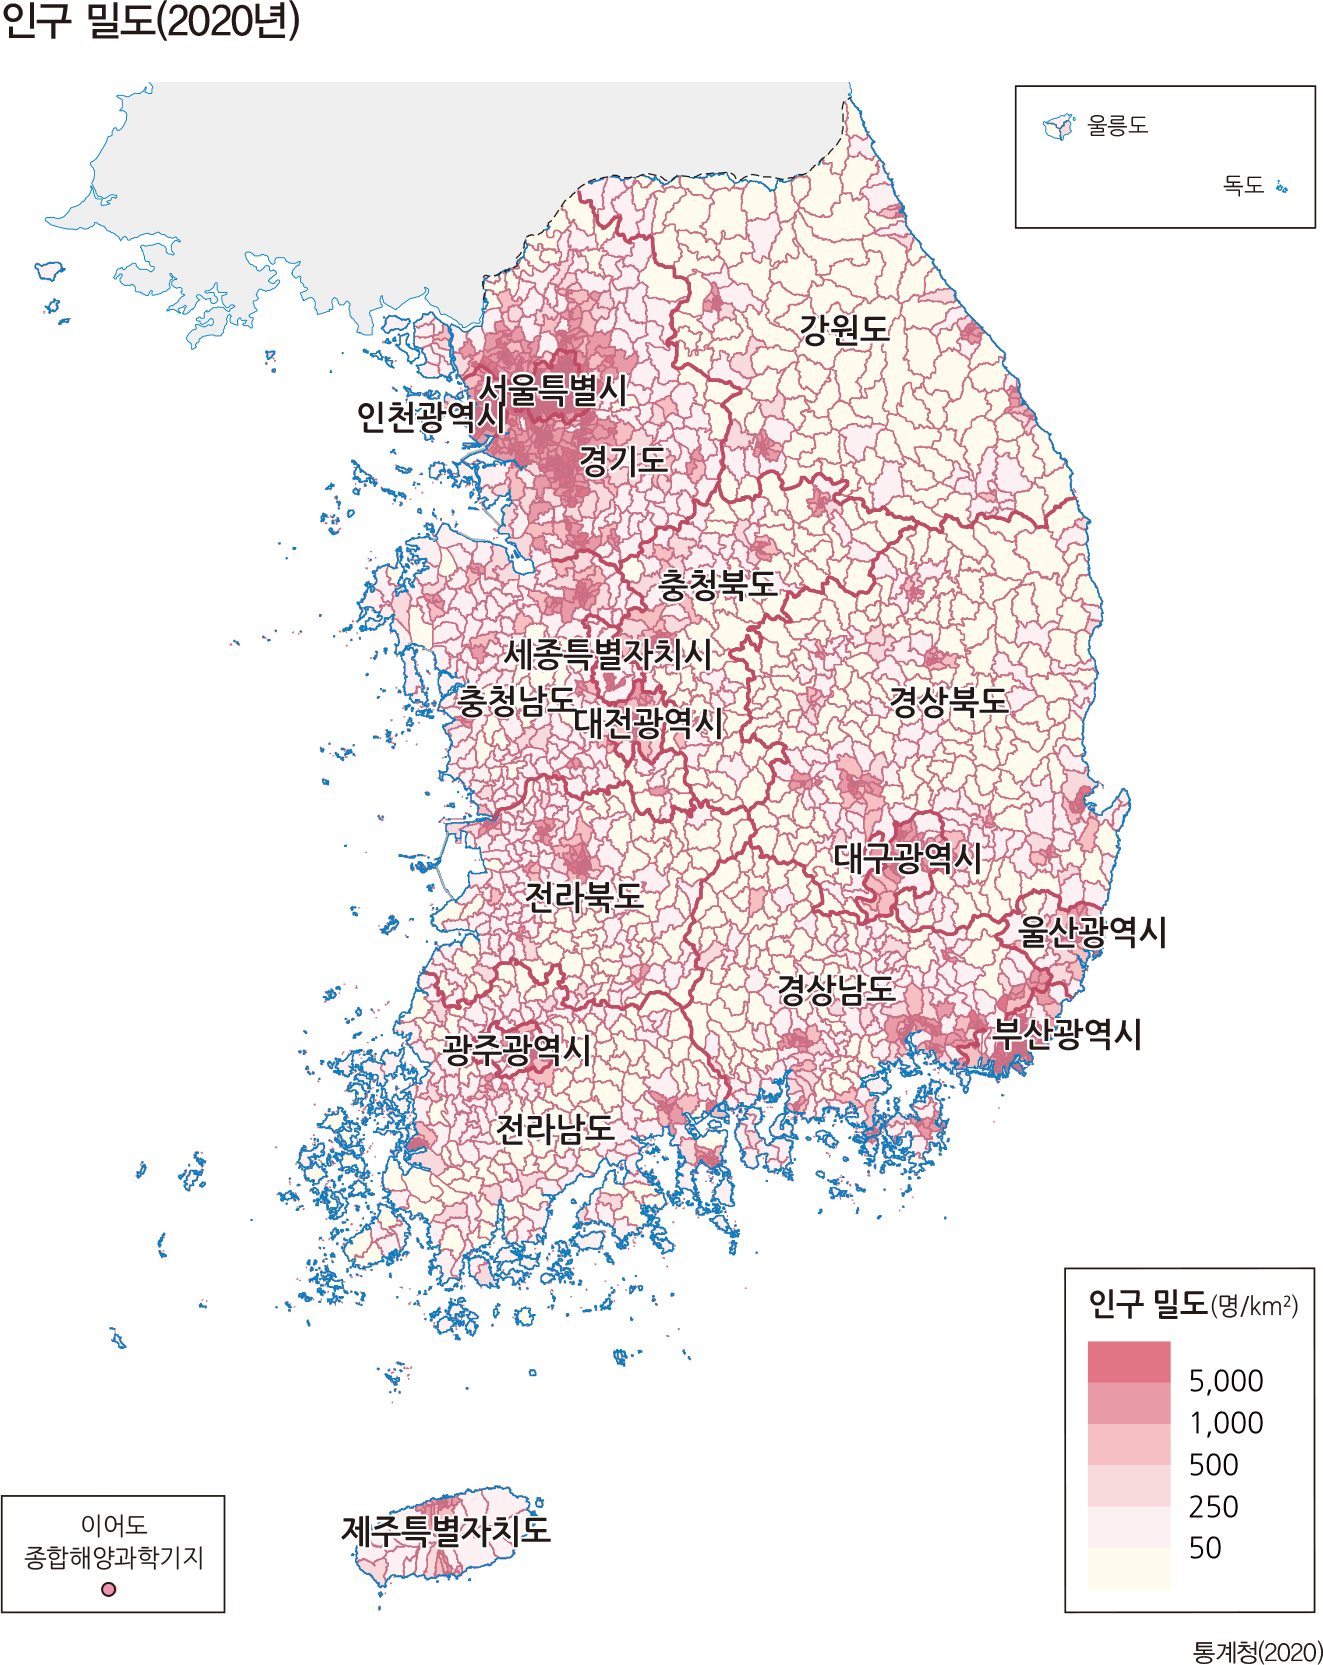 인구 밀도(2020년)
울릉도
독도
강원도
서울특별시
인천광역시
경기도
충청북도
세종특별자치시
충청남도
대전광역시
경상북도
대구광역시
전라북도
울산광역시
경상남도
부산광역시
광주광역시
전라남도
제주특별자치도
인구 밀도(명/km²)
5,000
1,000
500
250
50
이어도
종합해양과학기지
통계청(2020)